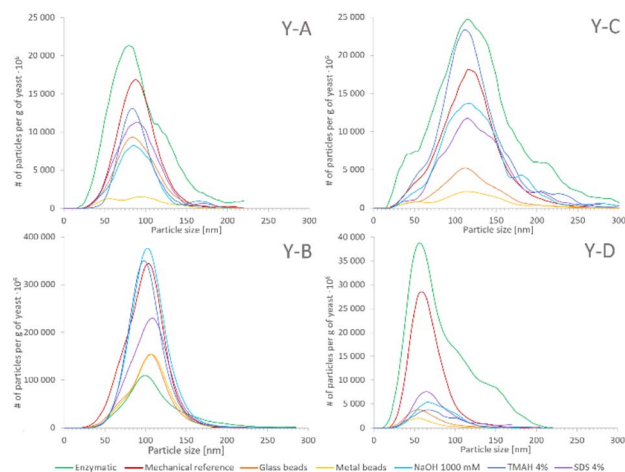 Y-A
# of particles per g of yeast ·10⁶
25 000
20 000
15 000
10 000
5 000
0
0 50 100 150 200 250 300
Particle size [nm]
Y-C
# of particles per g of yeast ·10⁶
25 000
20 000
15 000
10 000
5 000
0
0 50 100 150 200 250 300
Particle size [nm]
Y-B
# of particles per g of yeast ·10⁶
400 000
300 000
200 000
100 000
0
0 50 100 150 200 250 300
Particle size [nm]
Y-D
# of particles per g of yeast ·10⁶
40 000
35 000
30 000
25 000
20 000
15 000
10 000
5 000
0
0 50 100 150 200 250 300
Particle size [nm]
Enzymatic Mechanical reference Glass beads Metal beads NaOH 1000 mM TMAH 4% SDS 4%